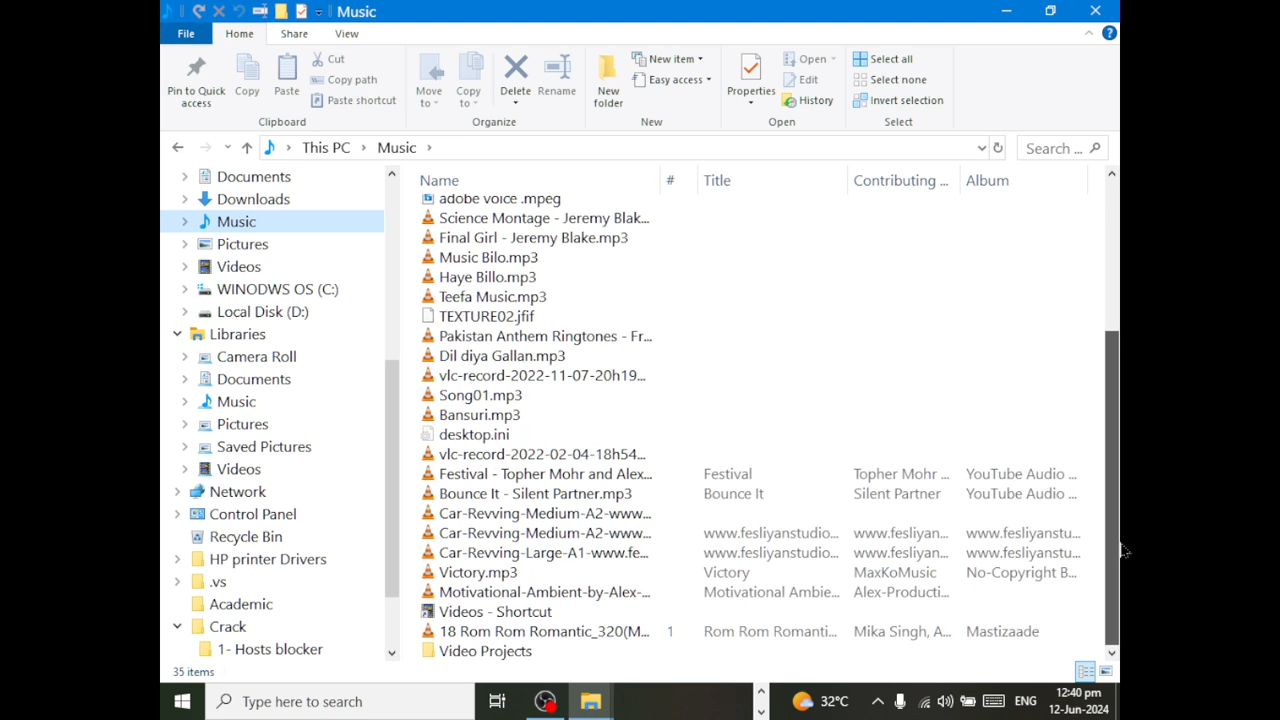 Music
File Home Share View
Pin to Quick access
Copy
Paste
Cut
Copy path
Paste shortcut
Clipboard
Move to
Copy to
Delete
Rename
Organize
New folder
New item
Easy access
New
Properties
Open
Edit
History
Open
Select all
Select none
Invert selection
Select
This PC Music
Search ...
Documents
Downloads
Music
Pictures
Videos
WINODWS OS (C:)
Local Disk (D:)
Libraries
Camera Roll
Documents
Music
Pictures
Saved Pictures
Videos
Network
Control Panel
Recycle Bin
HP printer Drivers
.vs
Academic
Crack
1- Hosts blocker
Name # Title Contributing ... Album
adobe voice .mpeg
Science Montage - Jeremy Blak...
Final Girl - Jeremy Blake.mp3
Music Bilo.mp3
Haye Billo.mp3
Teefa Music.mp3
TEXTURE02.jfif
Pakistan Anthem Ringtones - Fr...
Dil diya Gallan.mp3
vlc-record-2022-11-07-20h19...
Song01.mp3
Bansuri.mp3
desktop.ini
vlc-record-2022-02-04-18h54...
Festival - Topher Mohr and Alex... Festival Topher Mohr ... YouTube Audio ...
Bounce It - Silent Partner.mp3 Bounce It Silent Partner YouTube Audio ...
Car-Revving-Medium-A2-www...
Car-Revving-Medium-A2-www... www.fesliyanstudio... www.fesliyan... www.fesliyanstu...
Car-Revving-Large-A1-www.fe... www.fesliyanstudio... www.fesliyan... www.fesliyanstu...
Victory.mp3 Victory MaxKoMusic No-Copyright B...
Motivational-Ambient-by-Alex-... Motivational Ambie... Alex-Producti...
Videos - Shortcut
18 Rom Rom Romantic_320(M... 1 Rom Rom Romanti... Mika Singh, A... Mastizaade
Video Projects
35 items
Type here to search
32°C
ENG
12:40 pm
12-Jun-2024